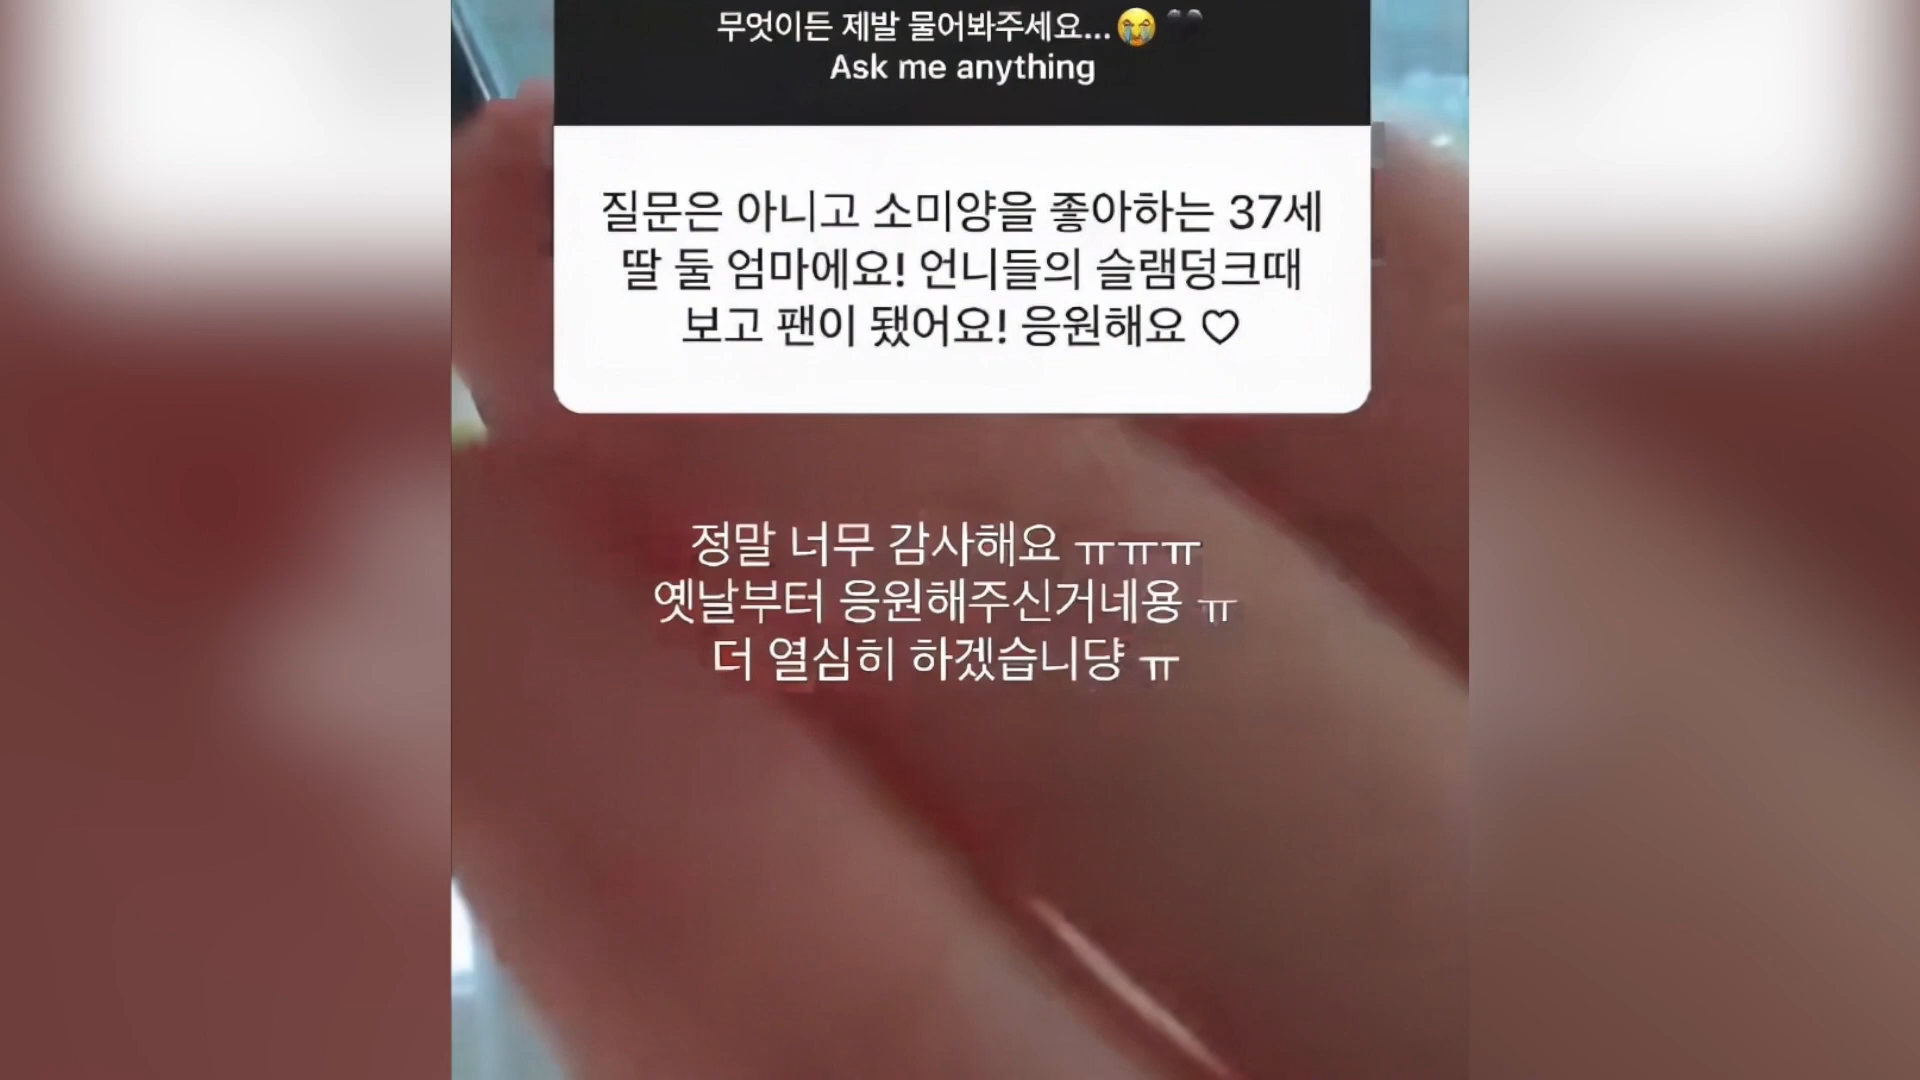 무엇이든 제발 물어봐주세요...😭🖤
Ask me anything
질문은 아니고 소미양을 좋아하는 37세
딸 둘 엄마에요! 언니들의 슬램덩크때
보고 팬이 됐어요! 응원해요 ♡
정말 너무 감사해요 ㅠㅠㅠ
옛날부터 응원해주신거네용 ㅠ
더 열심히 하겠습니댱 ㅠ